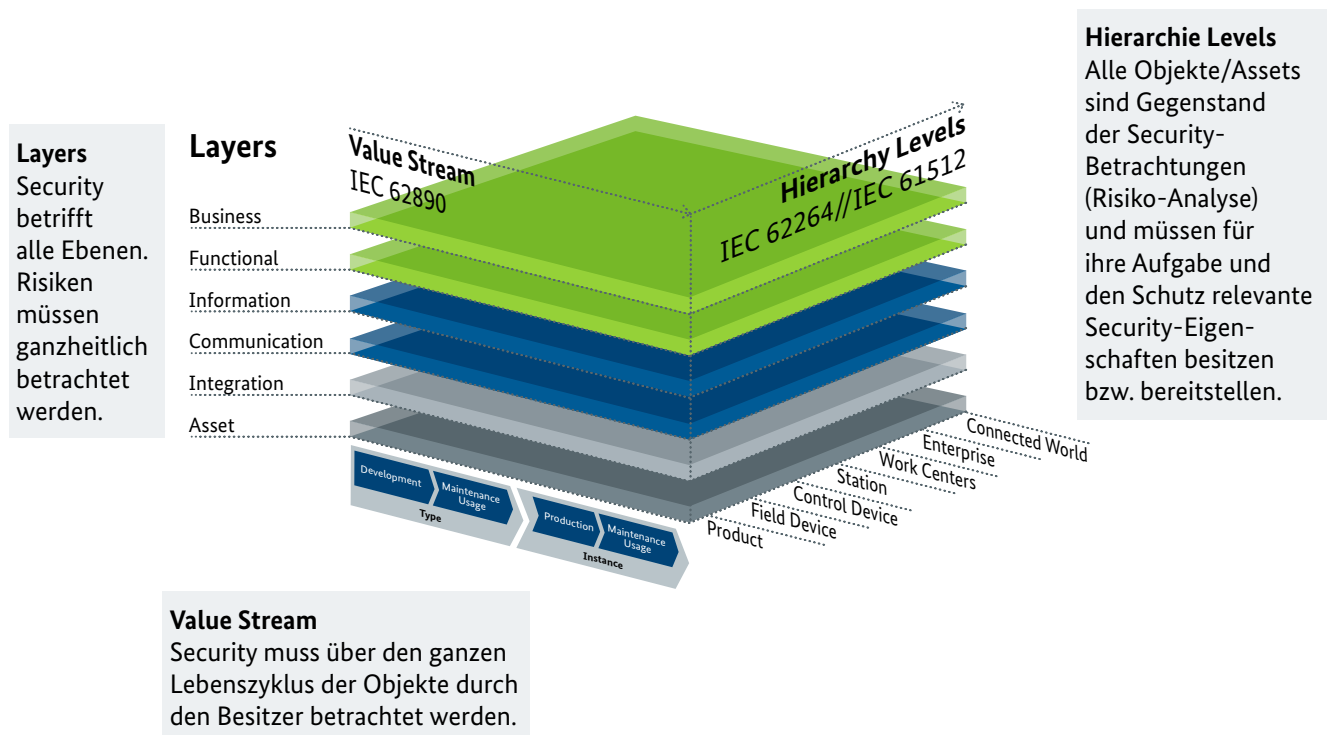 Hierarchie Levels
Alle Objekte/Assets
sind Gegenstand
der Security-
Betrachtungen
(Risiko-Analyse)
und müssen für
ihre Aufgabe und
den Schutz relevante
Security-Eigen-
schaften besitzen
bzw. bereitstellen.
Layers
Security
betrifft
alle Ebenen.
Risiken
müssen
ganzheitlich
betrachtet
werden.
Layers
Business
Functional
Information
Communication
Integration
Asset
Value Stream
IEC 62890
Hierarchy Levels
IEC 62264//IEC 61512
Development
Maintenance
Usage
Type
Production
Maintenance
Usage
Instance
Product
Field Device
Control Device
Station
Work Centers
Enterprise
Connected World
Value Stream
Security muss über den ganzen
Lebenszyklus der Objekte durch
den Besitzer betrachtet werden.